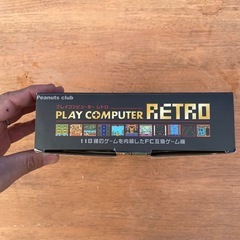 Peanuts club
プレイコンピューター レトロ
PLAY COMPUTER RETRO
118種のゲームを内蔵したFC互換ゲーム機